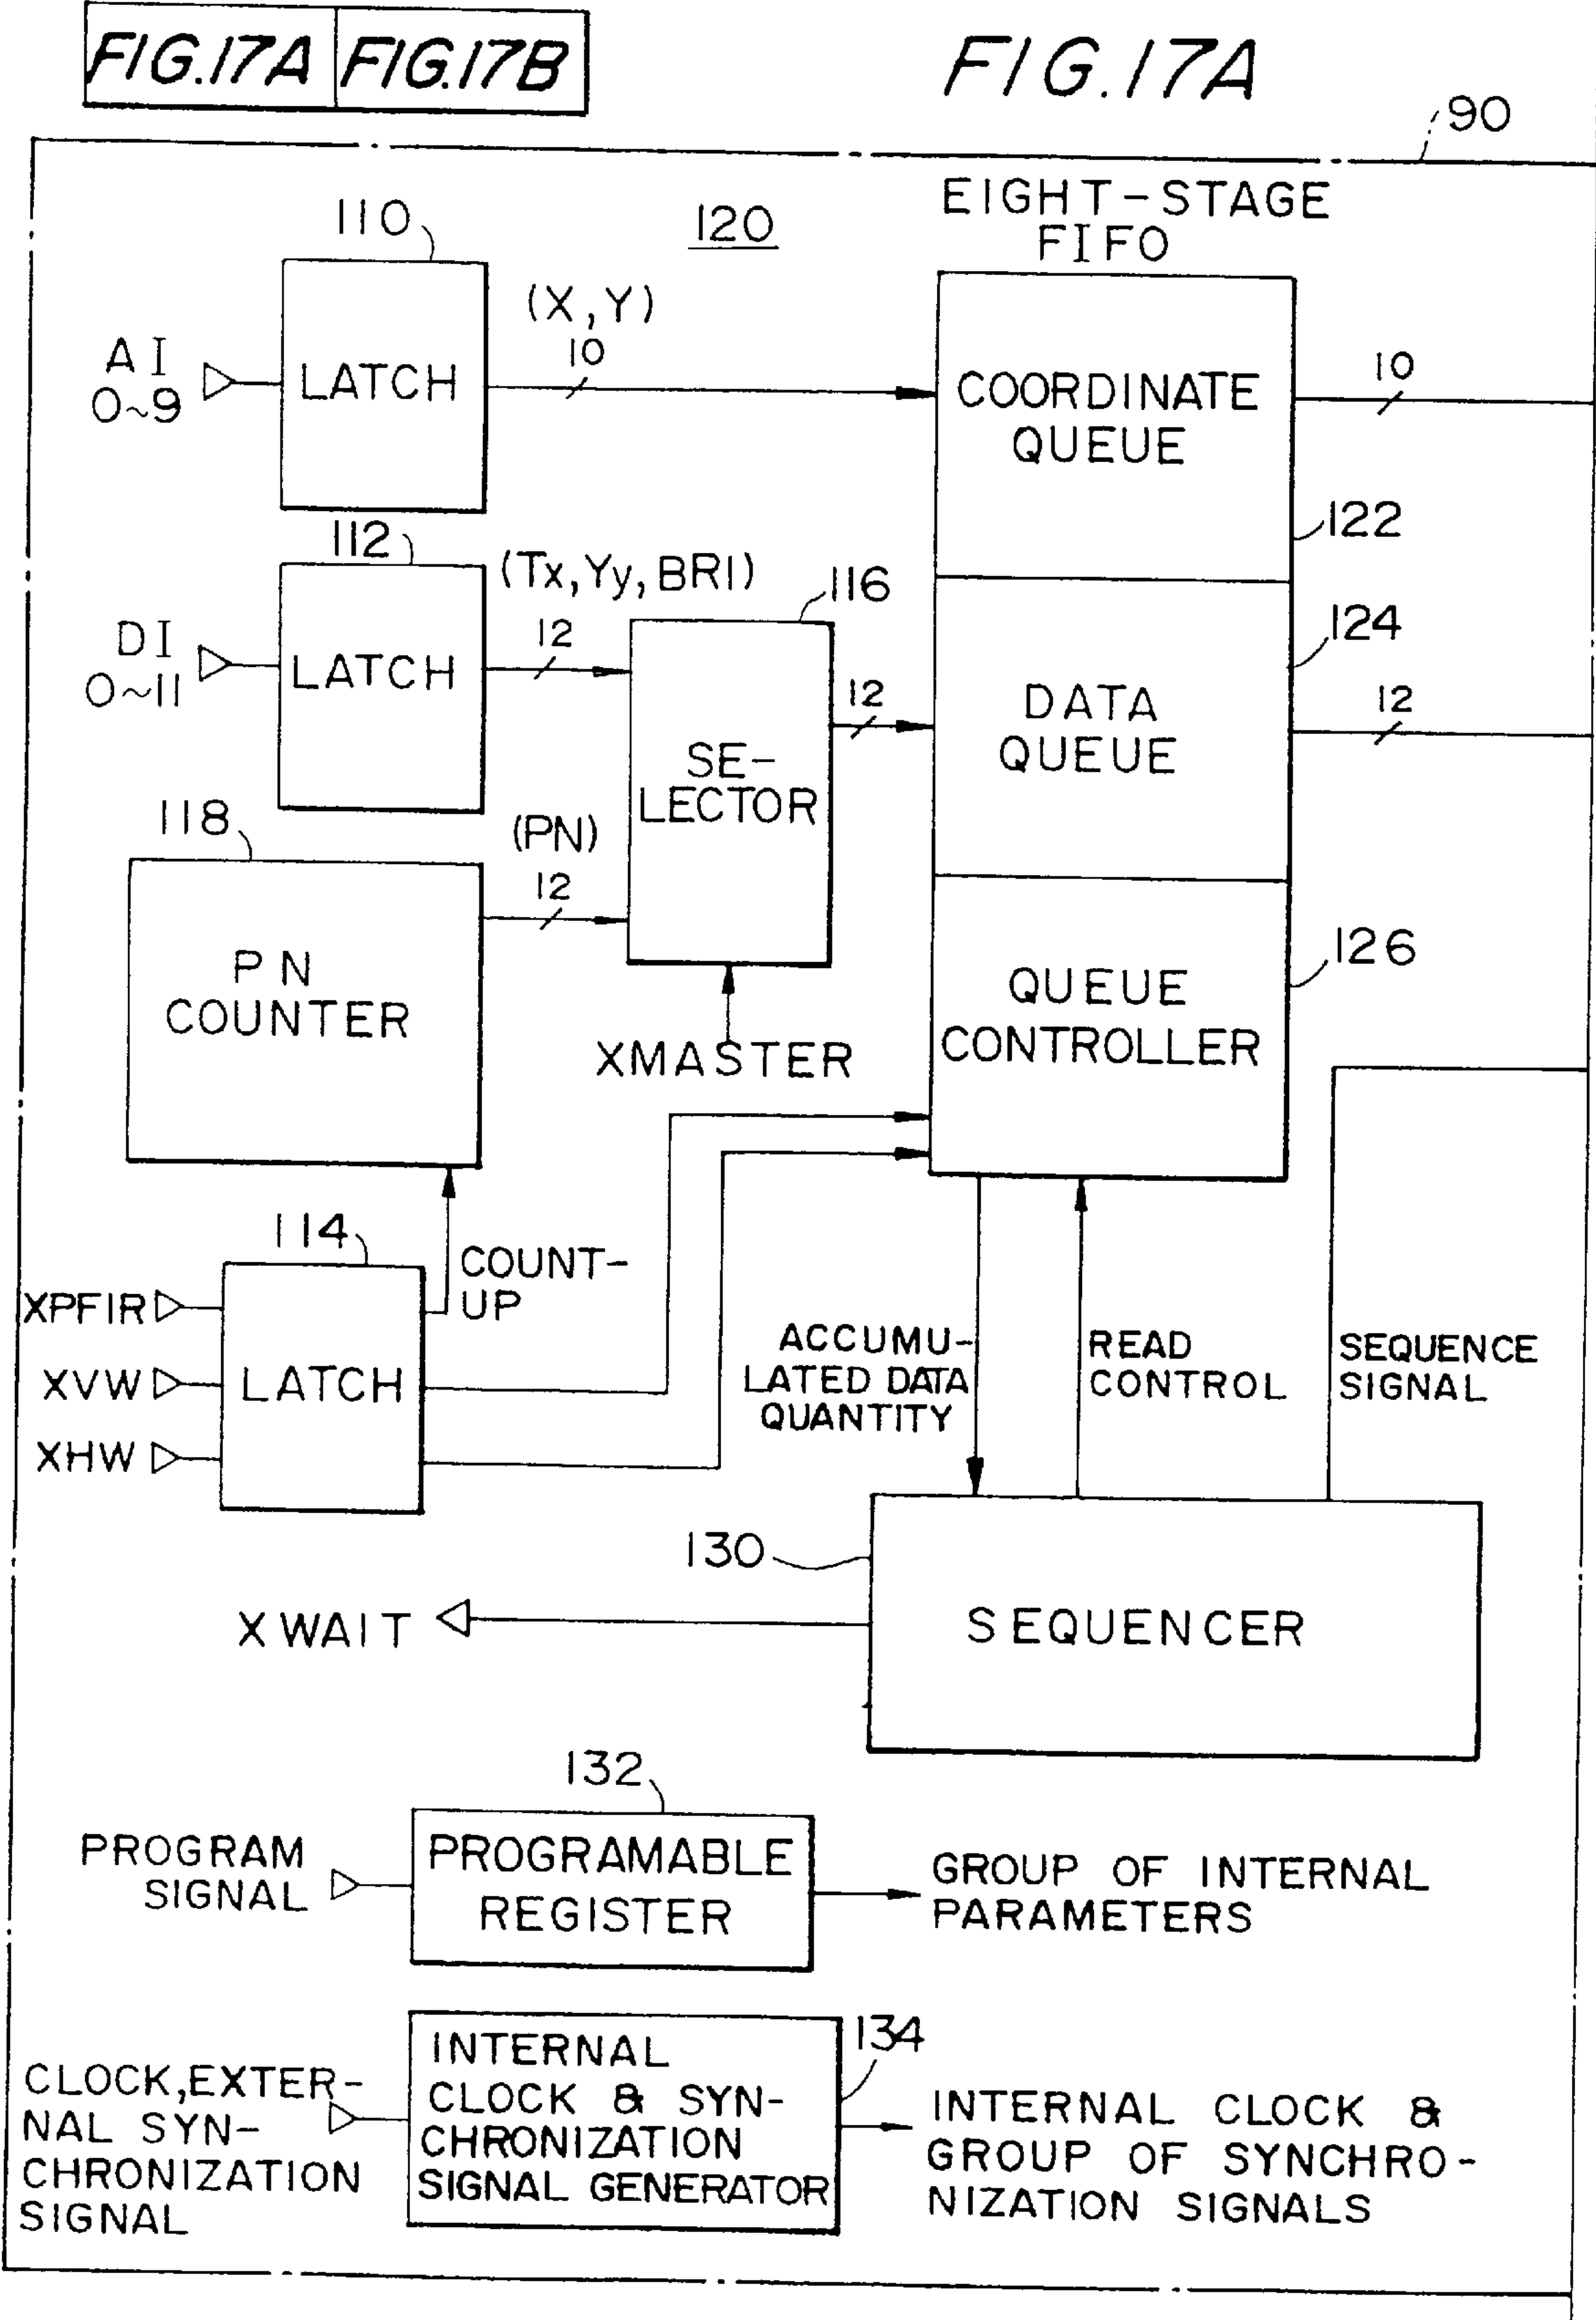 FIG.17A FIG.17B
FIG.17A
90
EIGHT-STAGE
FIFO
110
120
(X,Y)
10
AI
0~9
LATCH
COORDINATE
QUEUE
10
122
112
(Tx,Yy,BRI)
116
124
DI
0~11
LATCH
12
SE-
LECTOR
12
DATA
QUEUE
12
118
(PN)
12
PN
COUNTER
XMASTER
QUEUE
CONTROLLER
126
114
COUNT-
UP
XPFIR
XVW
XHW
LATCH
ACCUMU-
LATED DATA
QUANTITY
READ
CONTROL
SEQUENCE
SIGNAL
130
XWAIT
SEQUENCER
132
PROGRAM
SIGNAL
PROGRAMABLE
REGISTER
GROUP OF INTERNAL
PARAMETERS
134
CLOCK,EXTER-
NAL SYN-
CHRONIZATION
SIGNAL
INTERNAL
CLOCK & SYN-
CHRONIZATION
SIGNAL GENERATOR
INTERNAL CLOCK &
GROUP OF SYNCHRO-
NIZATION SIGNALS